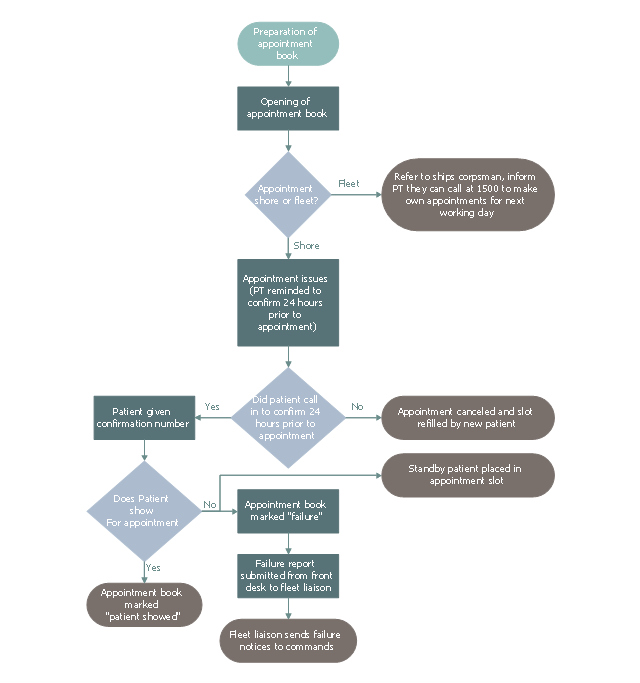 Preparation of
appointment
book
Opening of
appointment book
Appointment
shore or fleet?
Fleet
Refer to ships corpsman, inform
PT they can call at 1500 to make
own appointments for next
working day
Shore
Appointment issues
(PT reminded to
confirm 24 hours
prior to
appointment)
Did patient call
in to confirm 24
hours prior to
appointment
Yes
No
Patient given
confirmation number
Appointment canceled and slot
refilled by new patient
Standby patient placed in
appointment slot
Does Patient
show
For appointment
No
Appointment book
marked "failure"
Yes
Failure report
submitted from front
desk to fleet liaison
Appointment book
marked
"patient showed"
Fleet liaison sends failure
notices to commands